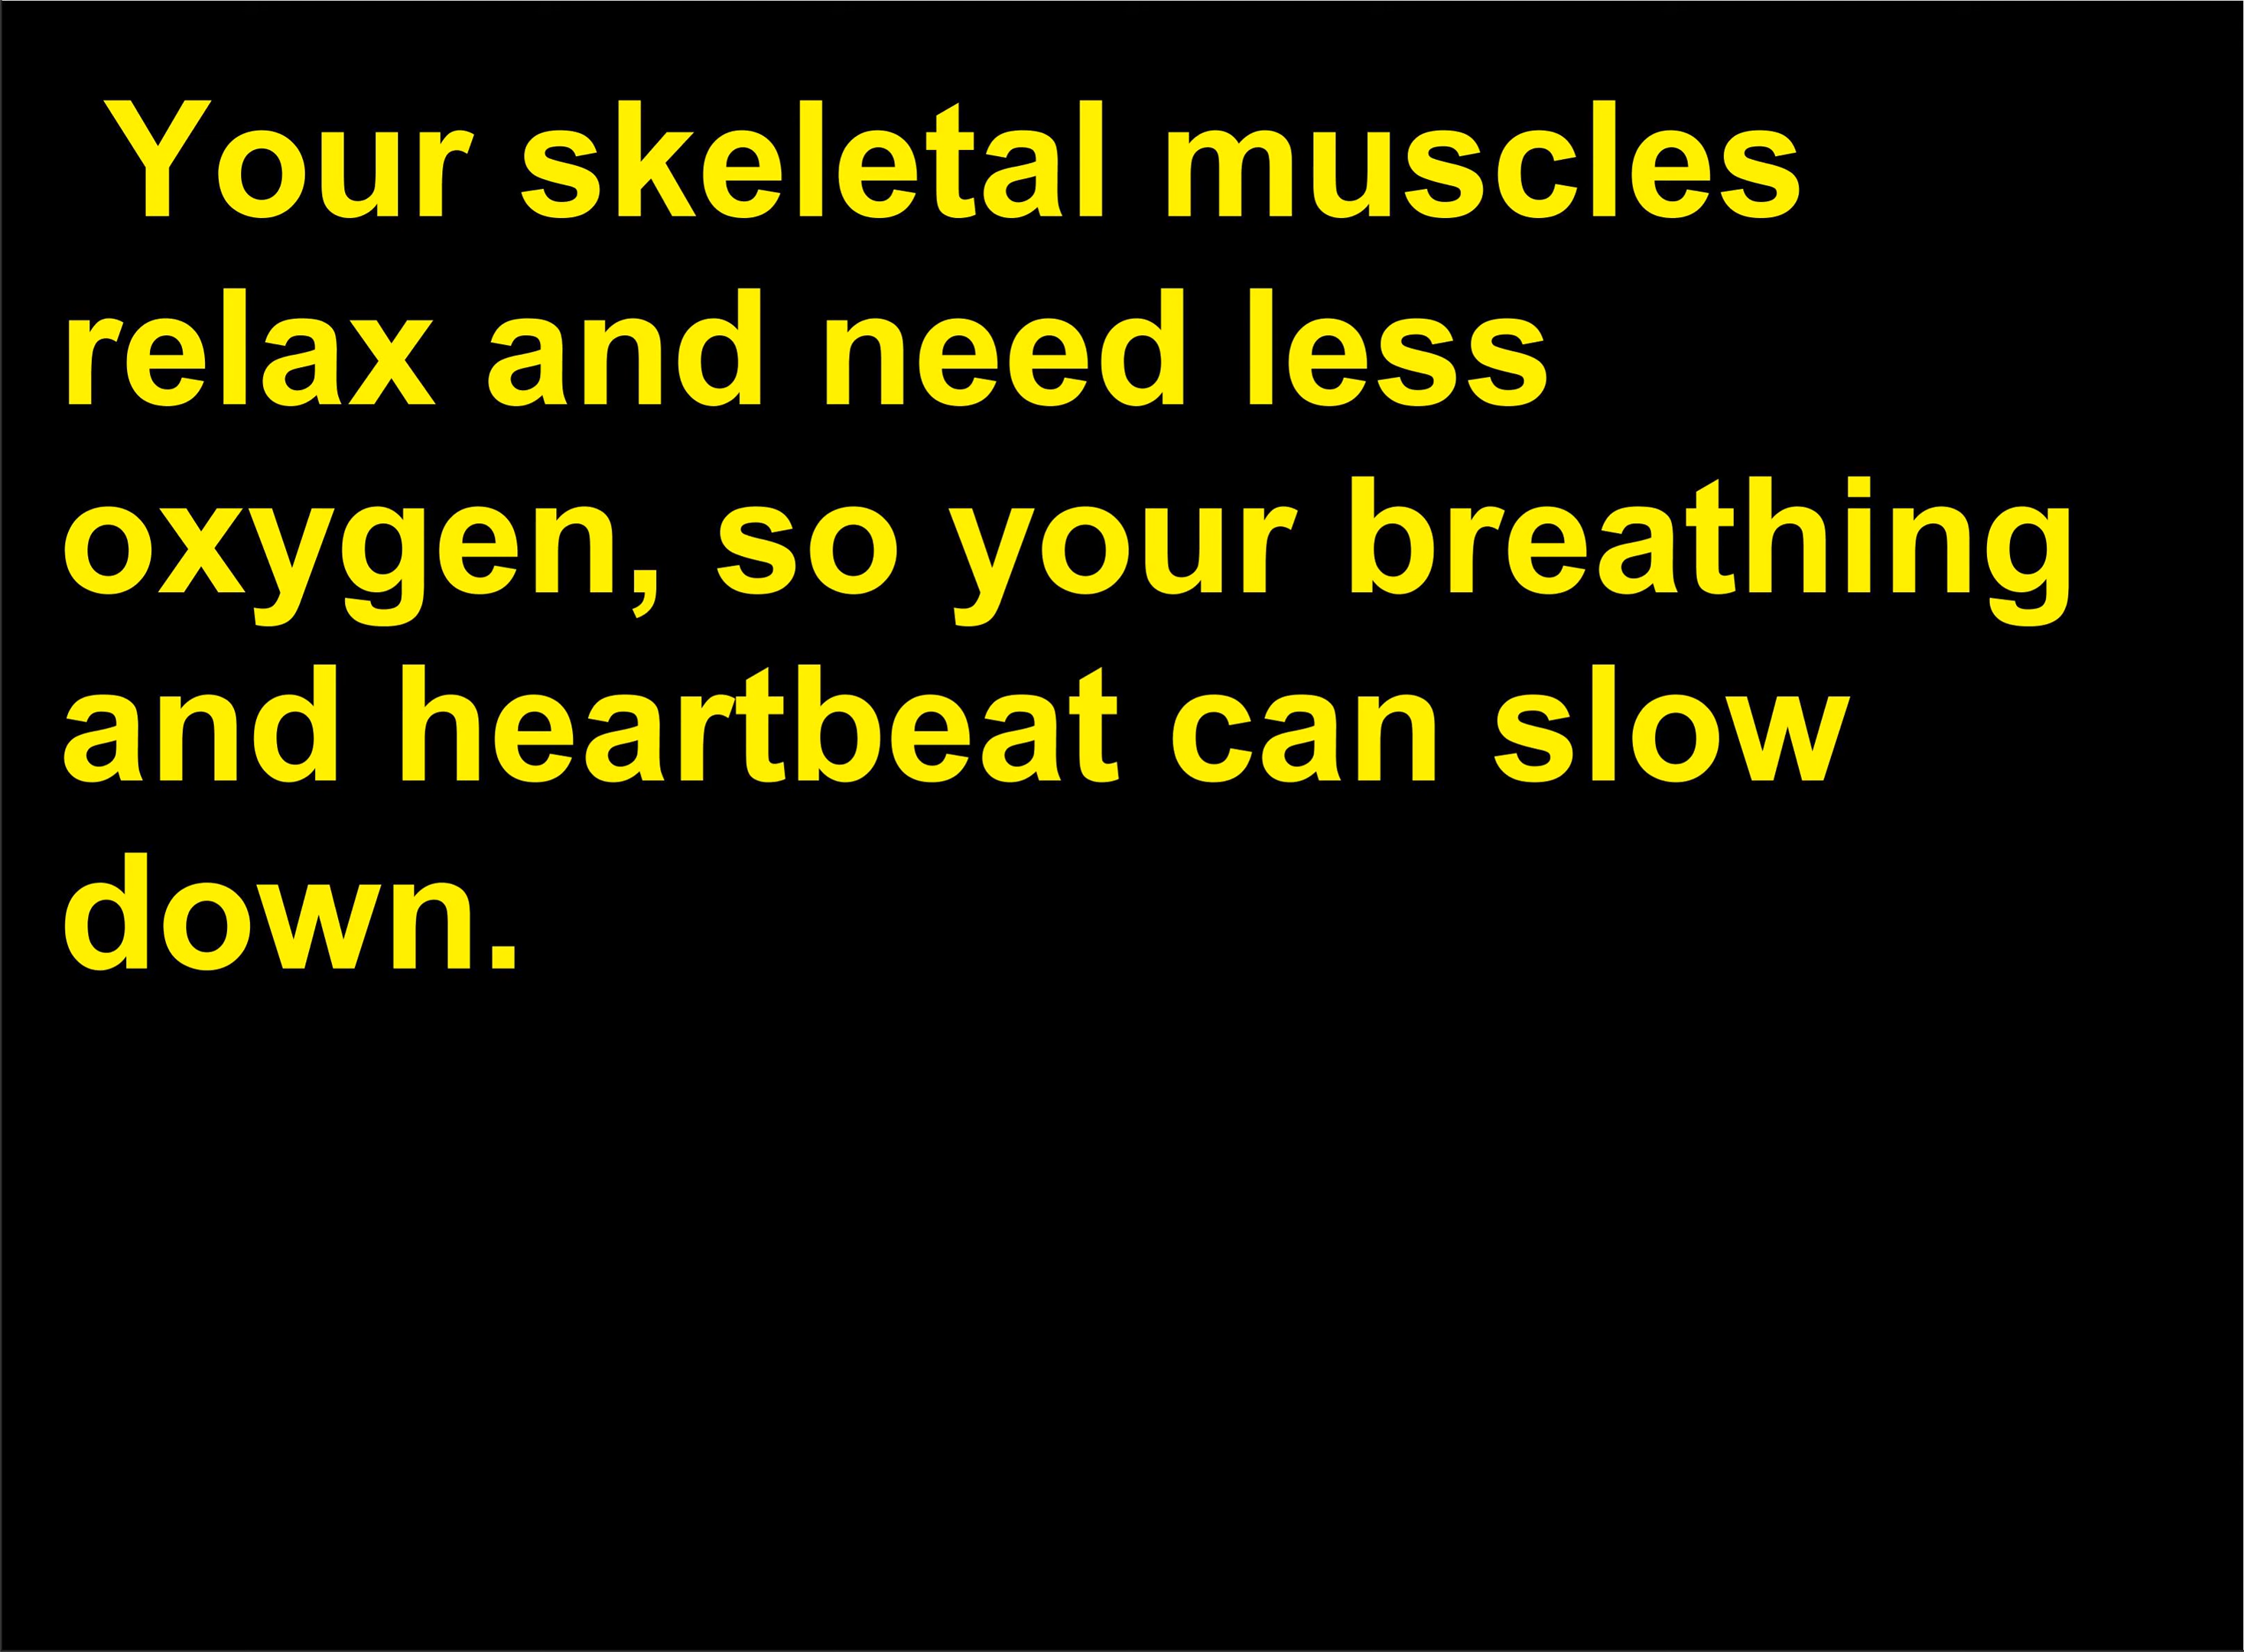 Your skeletal muscles
relax and need less
oxygen, so your breathing
and heartbeat can slow
down.